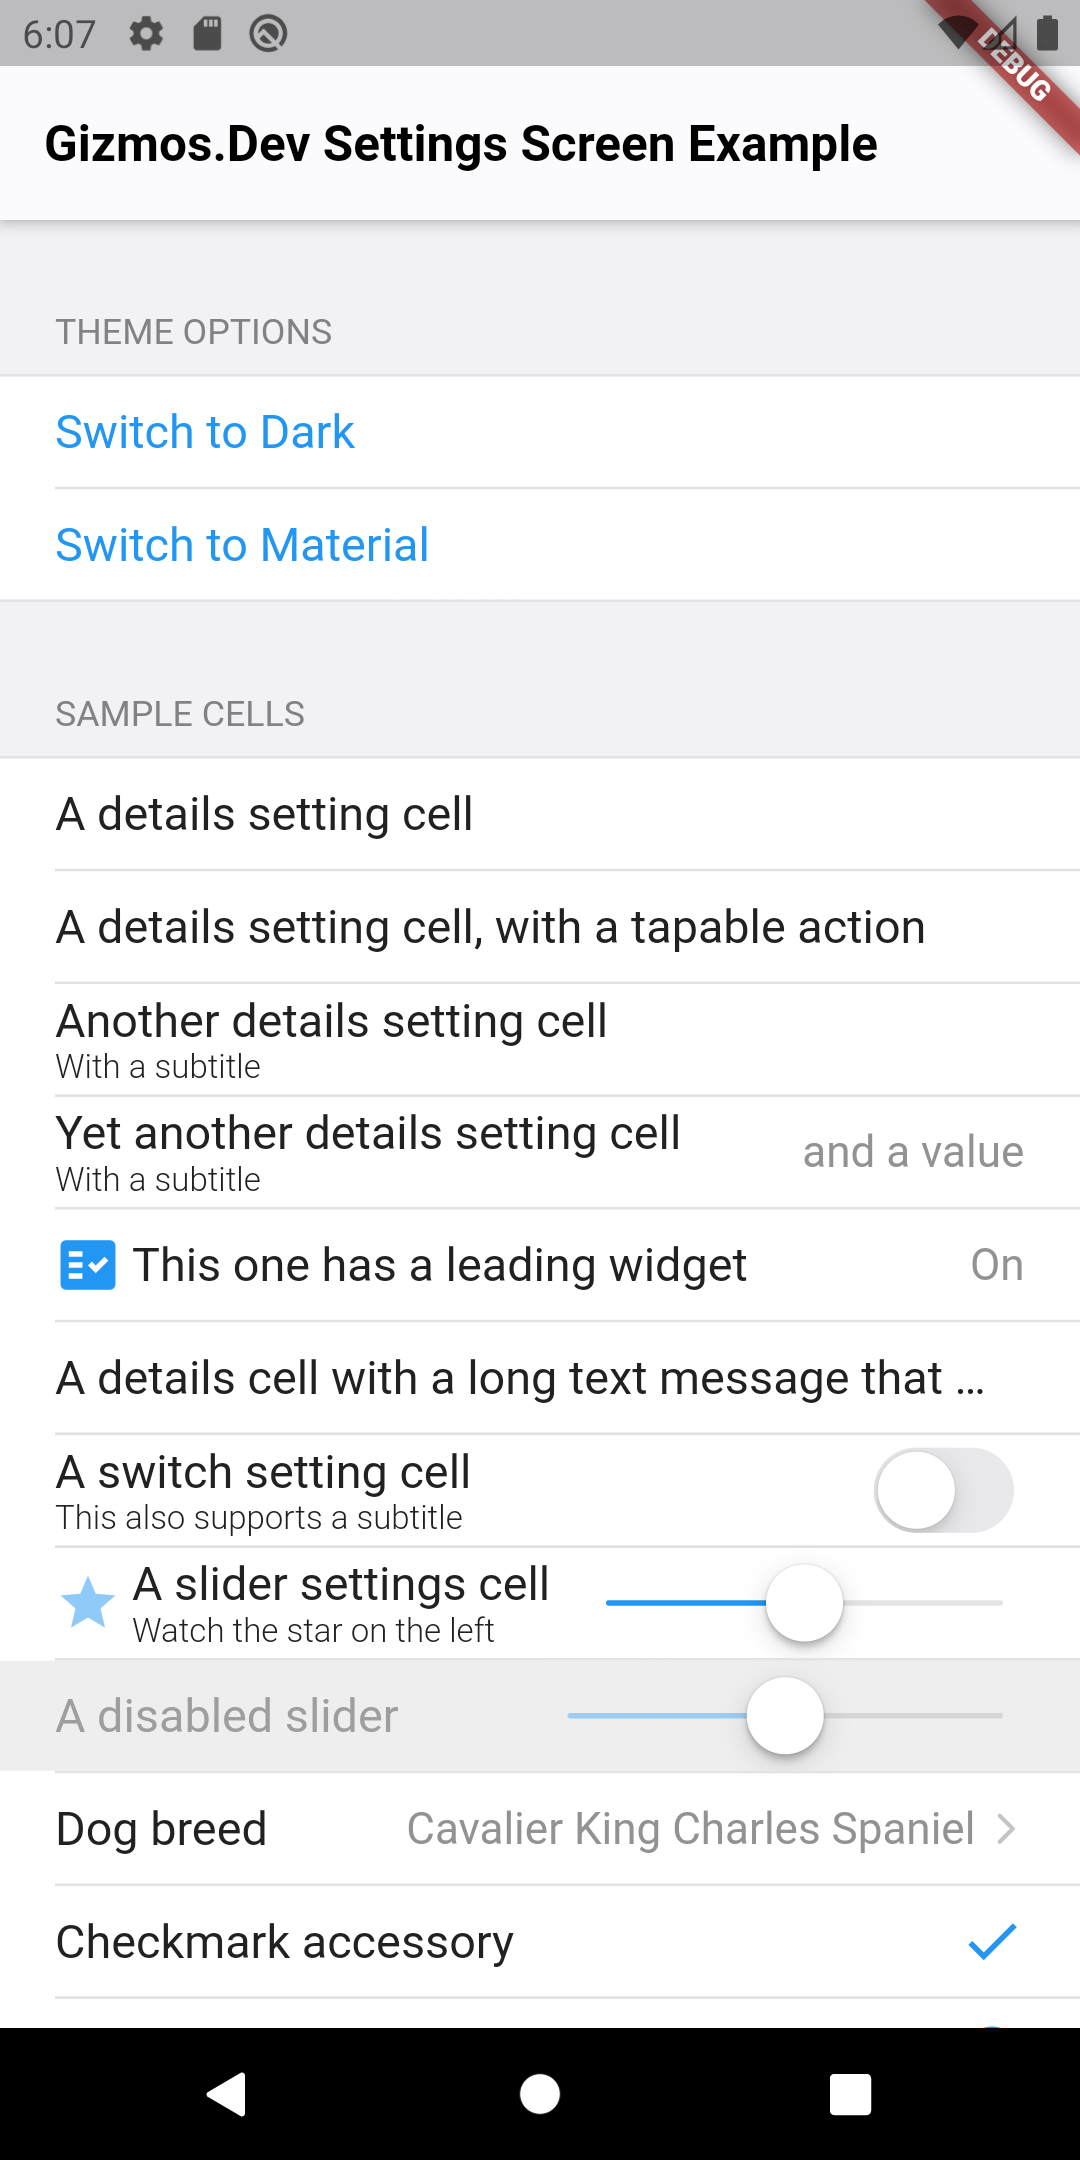 6:07
DEBUG
Gizmos.Dev Settings Screen Example
THEME OPTIONS
Switch to Dark
Switch to Material
SAMPLE CELLS
A details setting cell
A details setting cell, with a tapable action
Another details setting cell
With a subtitle
Yet another details setting cell
With a subtitle
and a value
This one has a leading widget
On
A details cell with a long text message that ...
A switch setting cell
This also supports a subtitle
A slider settings cell
Watch the star on the left
A disabled slider
Dog breed
Cavalier King Charles Spaniel
Checkmark accessory